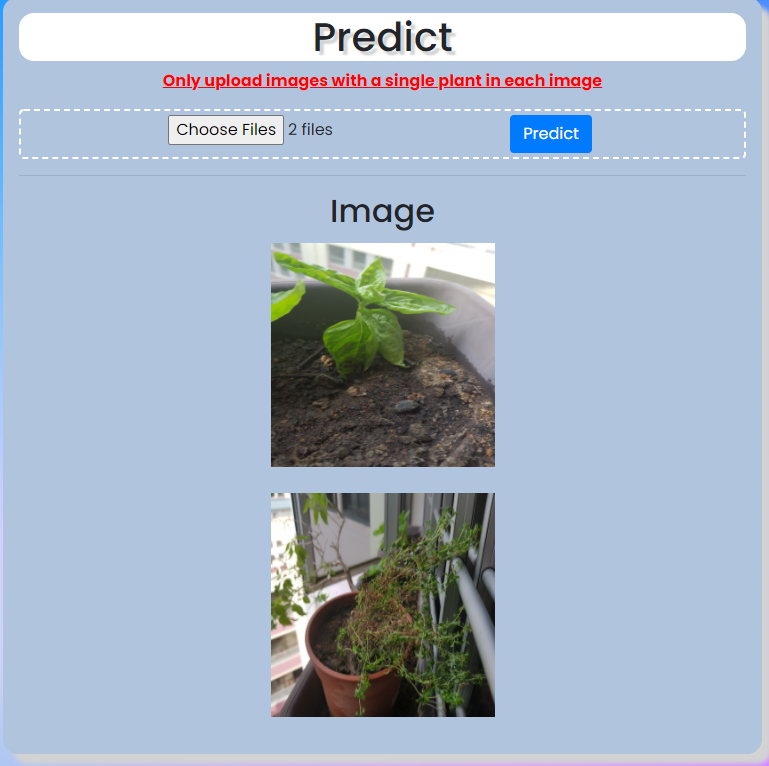 Predict
Only upload images with a single plant in each image
Choose Files 2 files
Predict
Image